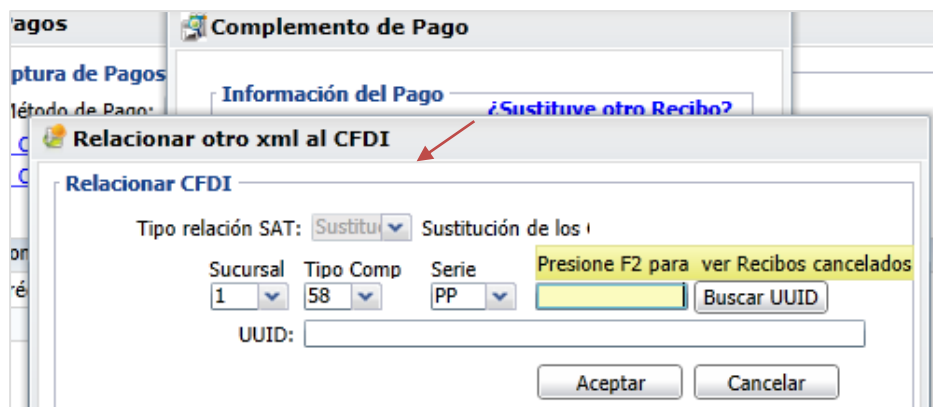 agos
Complemento de Pago
ptura de Pagos
Información del Pago
Método de Pago:
¿Sustituye otro Recibo?
Relacionar otro xml al CFDI
Relacionar CFDI
Tipo relación SAT: Sustitu Sustitución de los
Presione F2 para ver Recibos cancelados
Sucursal Tipo Comp Serie
1 58 PP Buscar UUID
UUID:
Aceptar Cancelar